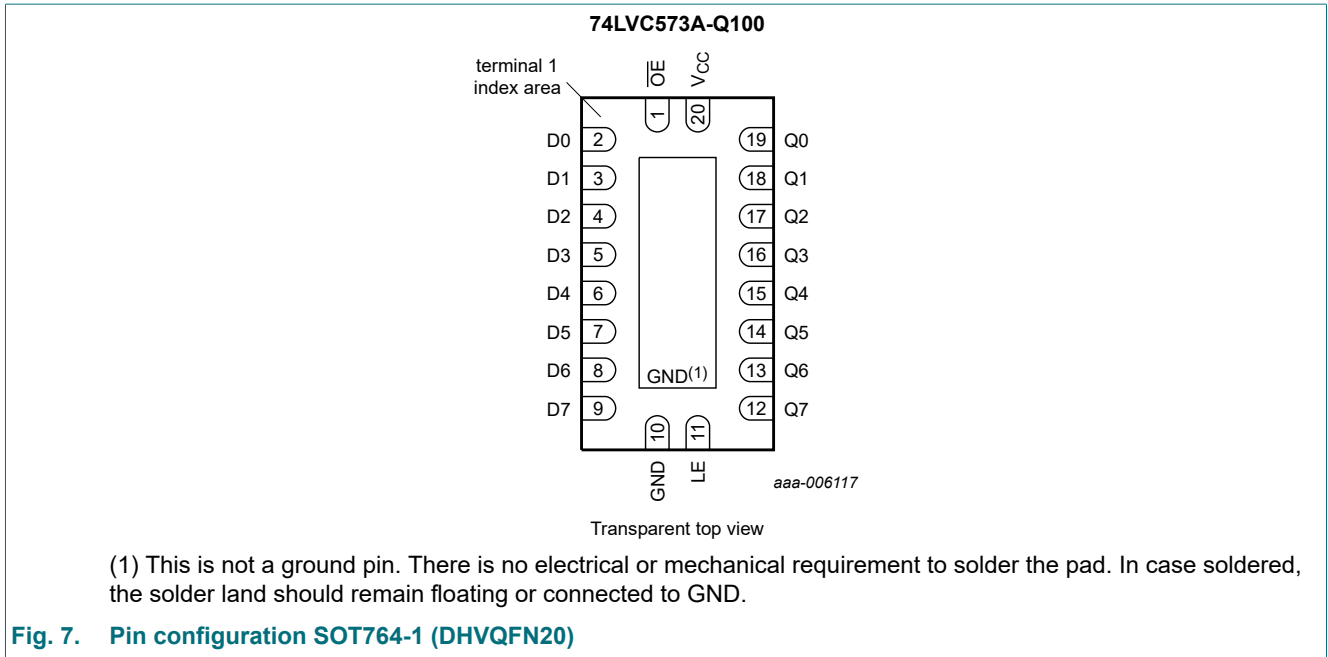 74LVC573A-Q100
terminal 1
index area
OE
VCC
1
20
D0 2 19 Q0
D1 3 18 Q1
D2 4 17 Q2
D3 5 16 Q3
D4 6 15 Q4
D5 7 14 Q5
D6 8 GND(1) 13 Q6
D7 9 12 Q7
10
11
GND
LE
aaa-006117
Transparent top view
(1) This is not a ground pin. There is no electrical or mechanical requirement to solder the pad. In case soldered,
the solder land should remain floating or connected to GND.
Fig. 7. Pin configuration SOT764-1 (DHVQFN20)